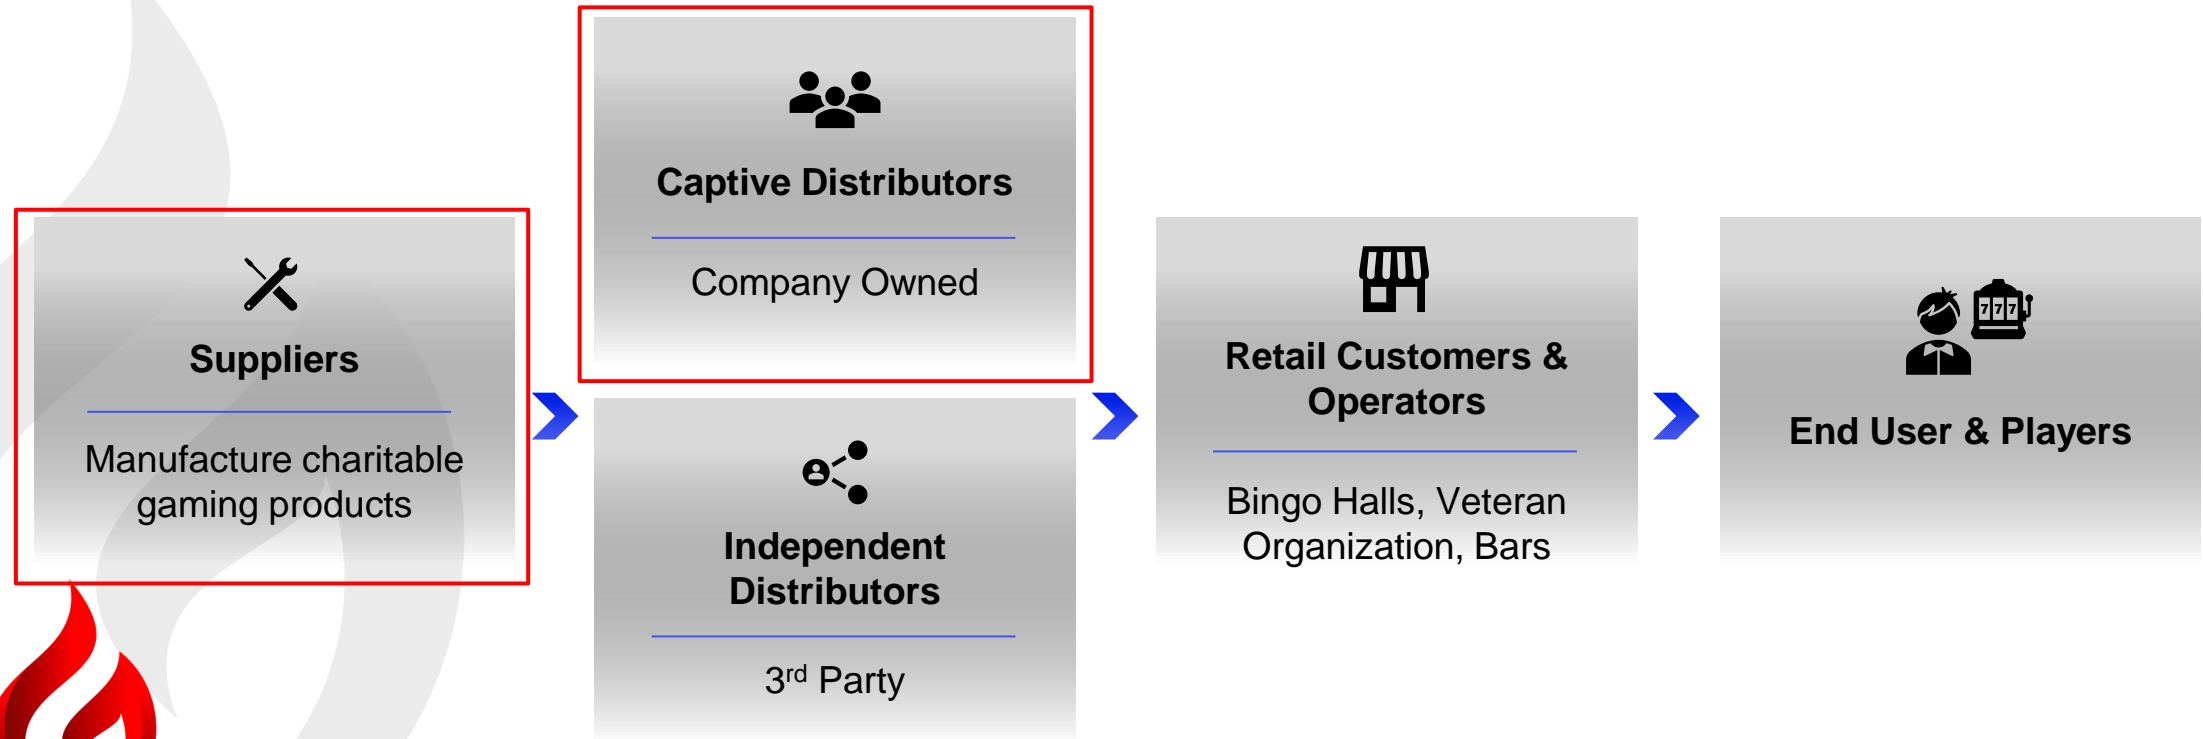 Suppliers
Manufacture charitable
gaming products
Captive Distributors
Company Owned
Independent
Distributors
3rd Party
Retail Customers &
Operators
Bingo Halls, Veteran
Organization, Bars
777
End User & Players